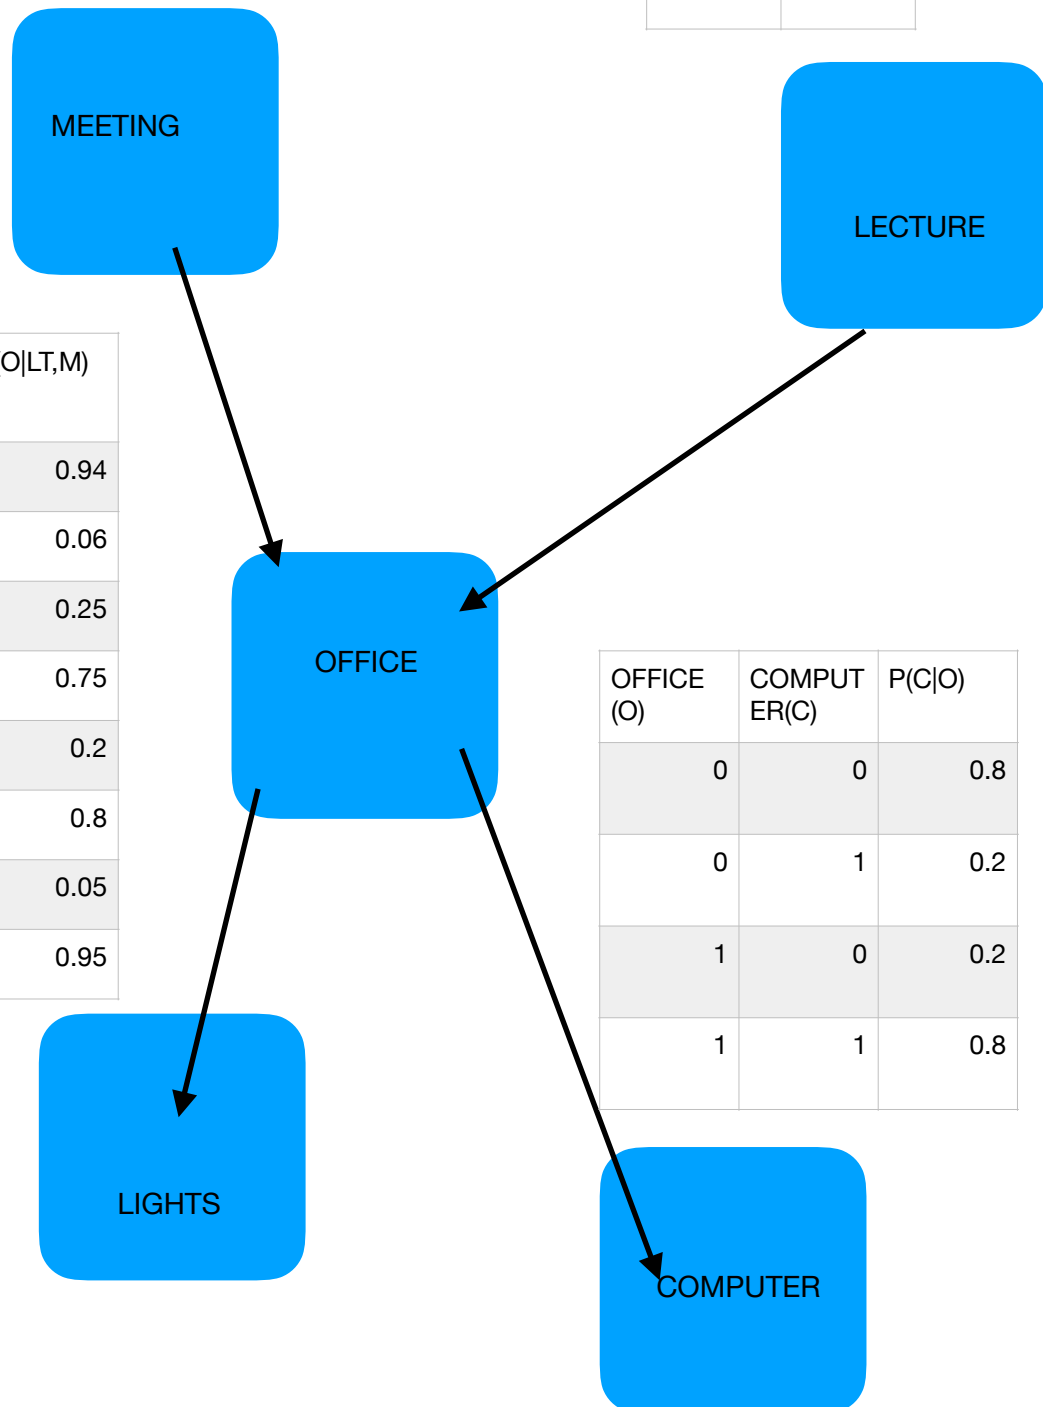 MEETING
LECTURE
O|LT,M)
0.94
0.06
0.25
0.75
0.2
0.8
0.05
0.95
OFFICE
OFFICE (O) COMPUT ER(C) P(C|O)
0 0 0.8
0 1 0.2
1 0 0.2
1 1 0.8
LIGHTS
COMPUTER